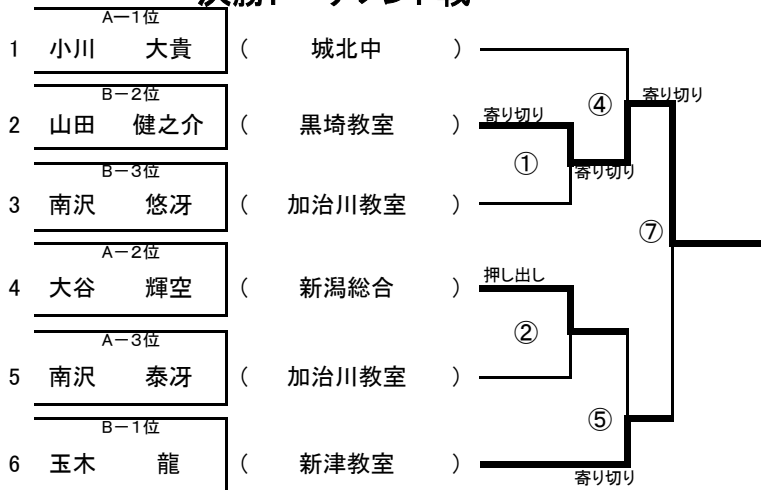 決勝トーナメント戦
A－1位
1 小川 大貴 ( 城北中 )
B－2位
④ 寄り切り
2 山田 健之介 ( 黒埼教室 ) 寄り切り
① 寄り切り
B－3位
3 南沢 悠冴 ( 加治川教室 )
⑦
A－2位
4 大谷 輝空 ( 新潟総合 ) 押し出し
②
A－3位
5 南沢 泰冴 ( 加治川教室 )
⑤
B－1位
6 玉木 龍 ( 新津教室 )
寄り切り